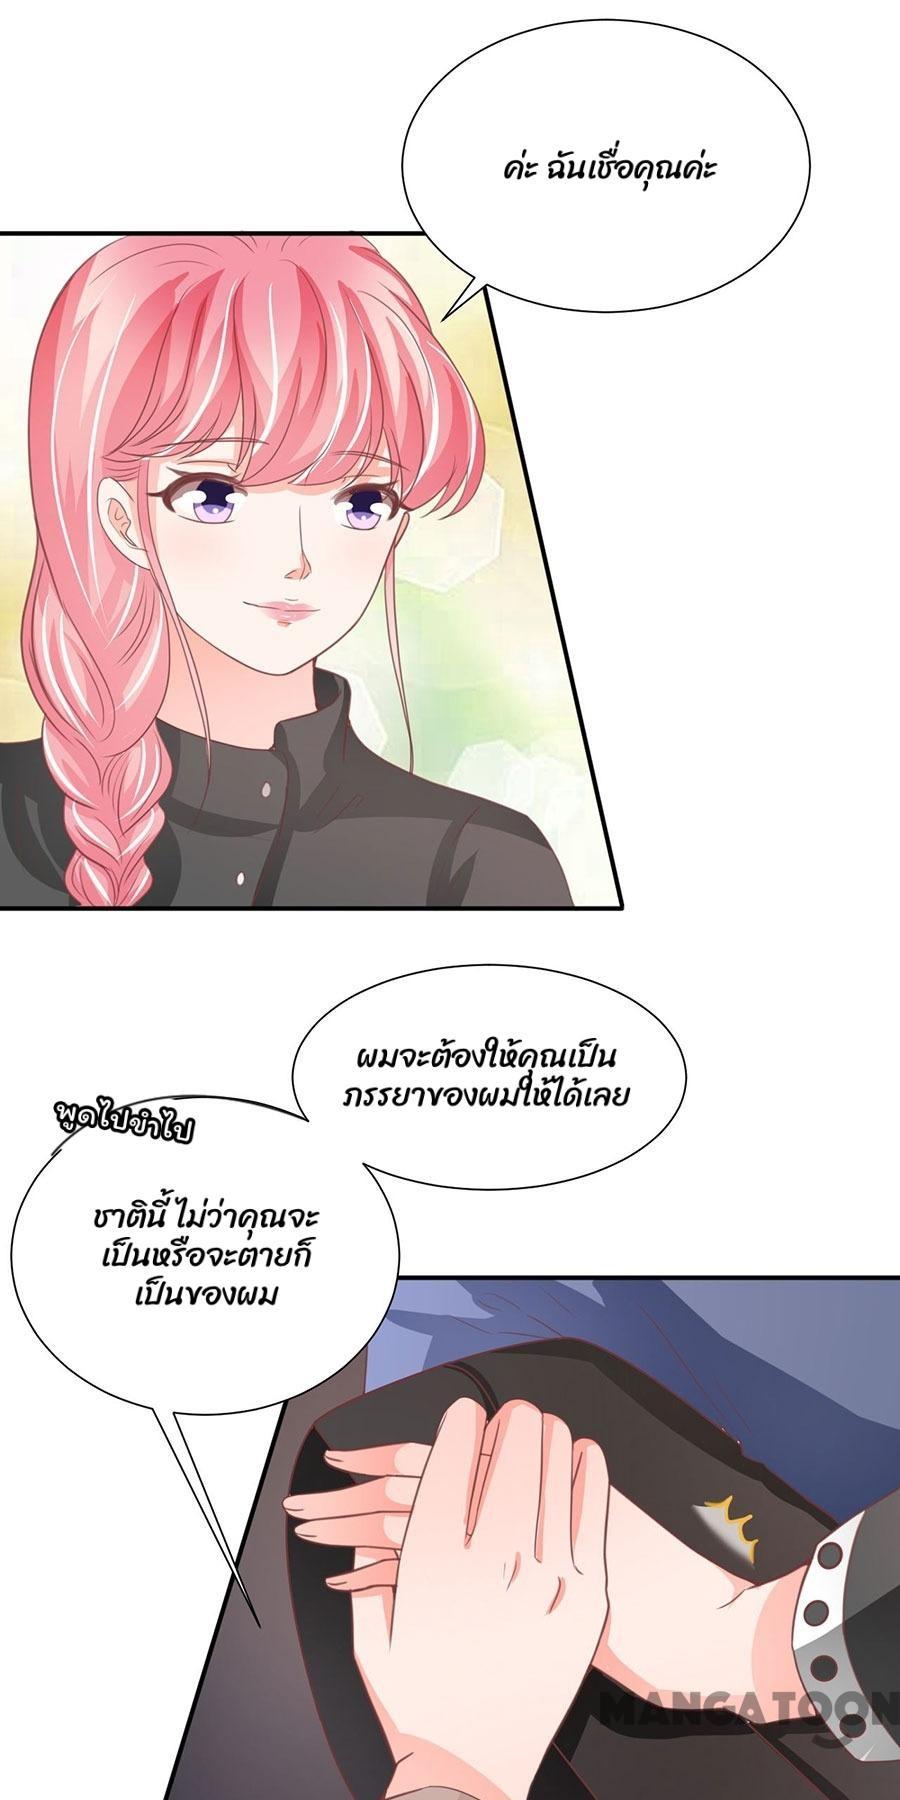 ค่ะ ฉันเชื่อคุณค่ะ
ผมจะต้องให้คุณเป็น
ภรรยาของผมให้ได้เลย
พูดไปขำไป
ชาตินี้ ไม่ว่าคุณจะ
เป็นหรือจะตายก็
เป็นของผม
MANGATOON